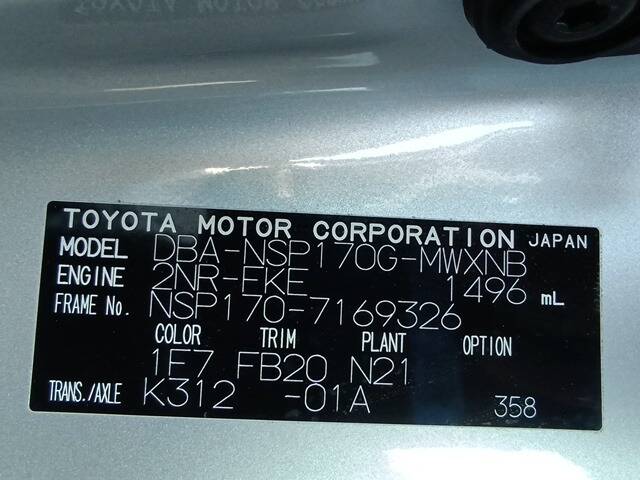 TOYOTA MOTOR CORPORATION JAPAN
MODEL DBA-NSP170G-MWXNB
ENGINE 2NR-FKE 1496 mL
FRAME No. NSP170-7169326
COLOR TRIM PLANT OPTION
1F7 FB20 N21
TRANS./AXLE K312 -01A 358